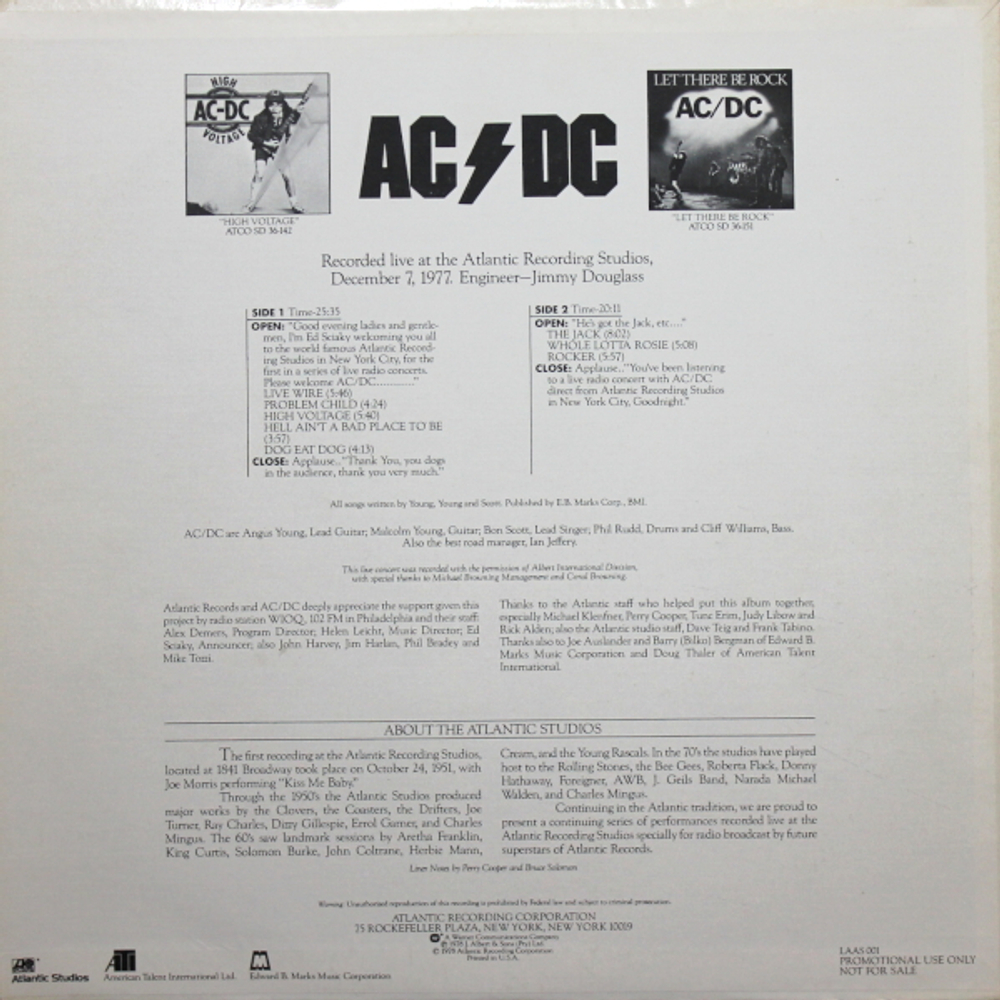 HIGH
AC-DC
VOLTAGE
"HIGH VOLTAGE"
ATCO SD 36-142
AC DC
LET THERE BE ROCK
AC/DC
"LET THERE BE ROCK"
ATCO SD 36-151
Recorded live at the Atlantic Recording Studios,
December 7, 1977. Engineer—Jimmy Douglass
SIDE 1 Time-25:35
OPEN: "Good evening ladies and gentle-
men, I'm Ed Sciaky welcoming you all
to the world famous Atlantic Record-
ing Studios in New York City, for the
first in a series of live radio concerts.
Please welcome AC/DC............"
LIVE WIRE (5:46)
PROBLEM CHILD (4:24)
HIGH VOLTAGE (5:40)
HELL AIN'T A BAD PLACE TO BE
(3:57)
DOG EAT DOG (4:13)
CLOSE: Applause.."Thank You, you dogs
in the audience, thank you very much."
SIDE 2 Time-20:11
OPEN: "He's got the Jack, etc...."
THE JACK (8:02)
WHOLE LOTTA ROSIE (5:08)
ROCKER (5:57)
CLOSE: Applause.."You've been listening
to a live radio concert with AC/DC
direct from Atlantic Recording Studios
in New York City, Goodnight."
All songs written by Young, Young and Scott. Published by E.B. Marks Corp., BMI.
AC/DC are Angus Young, Lead Guitar; Malcolm Young, Guitar; Bon Scott, Lead Singer; Phil Rudd, Drums and Cliff Williams, Bass.
Also the best road manager, Ian Jeffery.
This live concert was recorded with the permission of Albert International Division,
with special thanks to Michael Browning Management and Coral Browning.
Atlantic Records and AC/DC deeply appreciate the support given this
project by radio station WIOQ, 102 FM in Philadelphia and their staff:
Alex Demers, Program Director; Helen Leicht, Music Director; Ed
Sciaky, Announcer; also John Harvey, Jim Harlan, Phil Bradey and
Mike Tozzi.
Thanks to the Atlantic staff who helped put this album together,
especially Michael Klenfner, Perry Cooper, Tunc Erim, Judy Libow and
Rick Alden; also the Atlantic studio staff, Dave Teig and Frank Tabino.
Thanks also to Joe Auslander and Barry (Bilko) Bergman of Edward B.
Marks Music Corporation and Doug Thaler of American Talent
International.
ABOUT THE ATLANTIC STUDIOS
The first recording at the Atlantic Recording Studios,
located at 1841 Broadway took place on October 24, 1951, with
Joe Morris performing "Kiss Me Baby."
Through the 1950's the Atlantic Studios produced
major works by the Clovers, the Coasters, the Drifters, Joe
Turner, Ray Charles, Dizzy Gillespie, Errol Garner, and Charles
Mingus. The 60's saw landmark sessions by Aretha Franklin,
King Curtis, Solomon Burke, John Coltrane, Herbie Mann,
Cream, and the Young Rascals. In the 70's the studios have played
host to the Rolling Stones, the Bee Gees, Roberta Flack, Donny
Hathaway, Foreigner, AWB, J. Geils Band, Narada Michael
Walden, and Charles Mingus.
Continuing in the Atlantic tradition, we are proud to
present a continuing series of performances recorded live at the
Atlantic Recording Studios specially for radio broadcast by future
superstars of Atlantic Records.
Liner Notes by Perry Cooper and Bruce Soloman
Warning: Unauthorized reproduction of this recording is prohibited by Federal law and subject to criminal prosecution.
ATLANTIC RECORDING CORPORATION
75 ROCKEFELLER PLAZA, NEW YORK, NEW YORK 10019
A Warner Communications Company
℗ 1978 J. Albert & Sons (Pty) Ltd.
© 1978 Atlantic Recording Corporation
Printed in U.S.A.
Atlantic Studios
ATI
American Talent International Ltd.
Edward B. Marks Music Corporation
LAAS 001
PROMOTIONAL USE ONLY
NOT FOR SALE